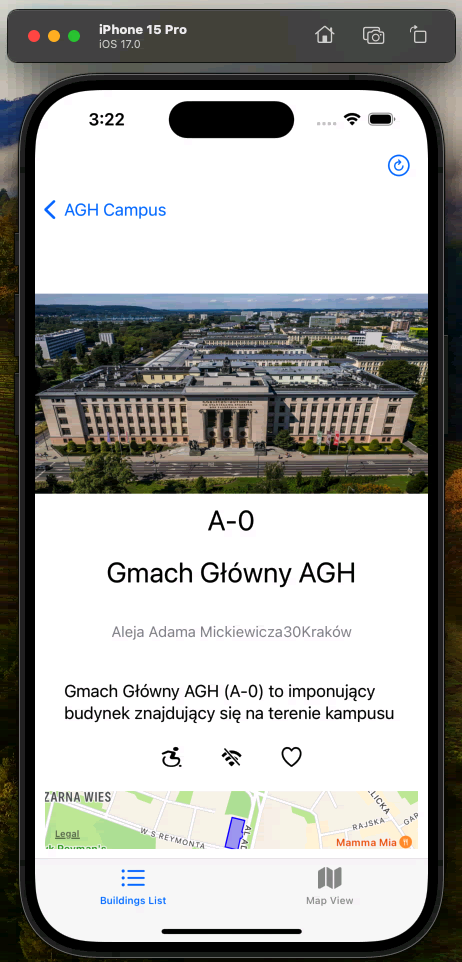 iPhone 15 Pro
iOS 17.0
3:22
AGH Campus
A-0
Gmach Główny AGH
Aleja Adama Mickiewicza30Kraków
Gmach Główny AGH (A-0) to imponujący
budynek znajdujący się na terenie kampusu
ZARNA WIES
Legal
W S REYMONTA
RAJSKA
Mamma Mia
Buildings List
Map View